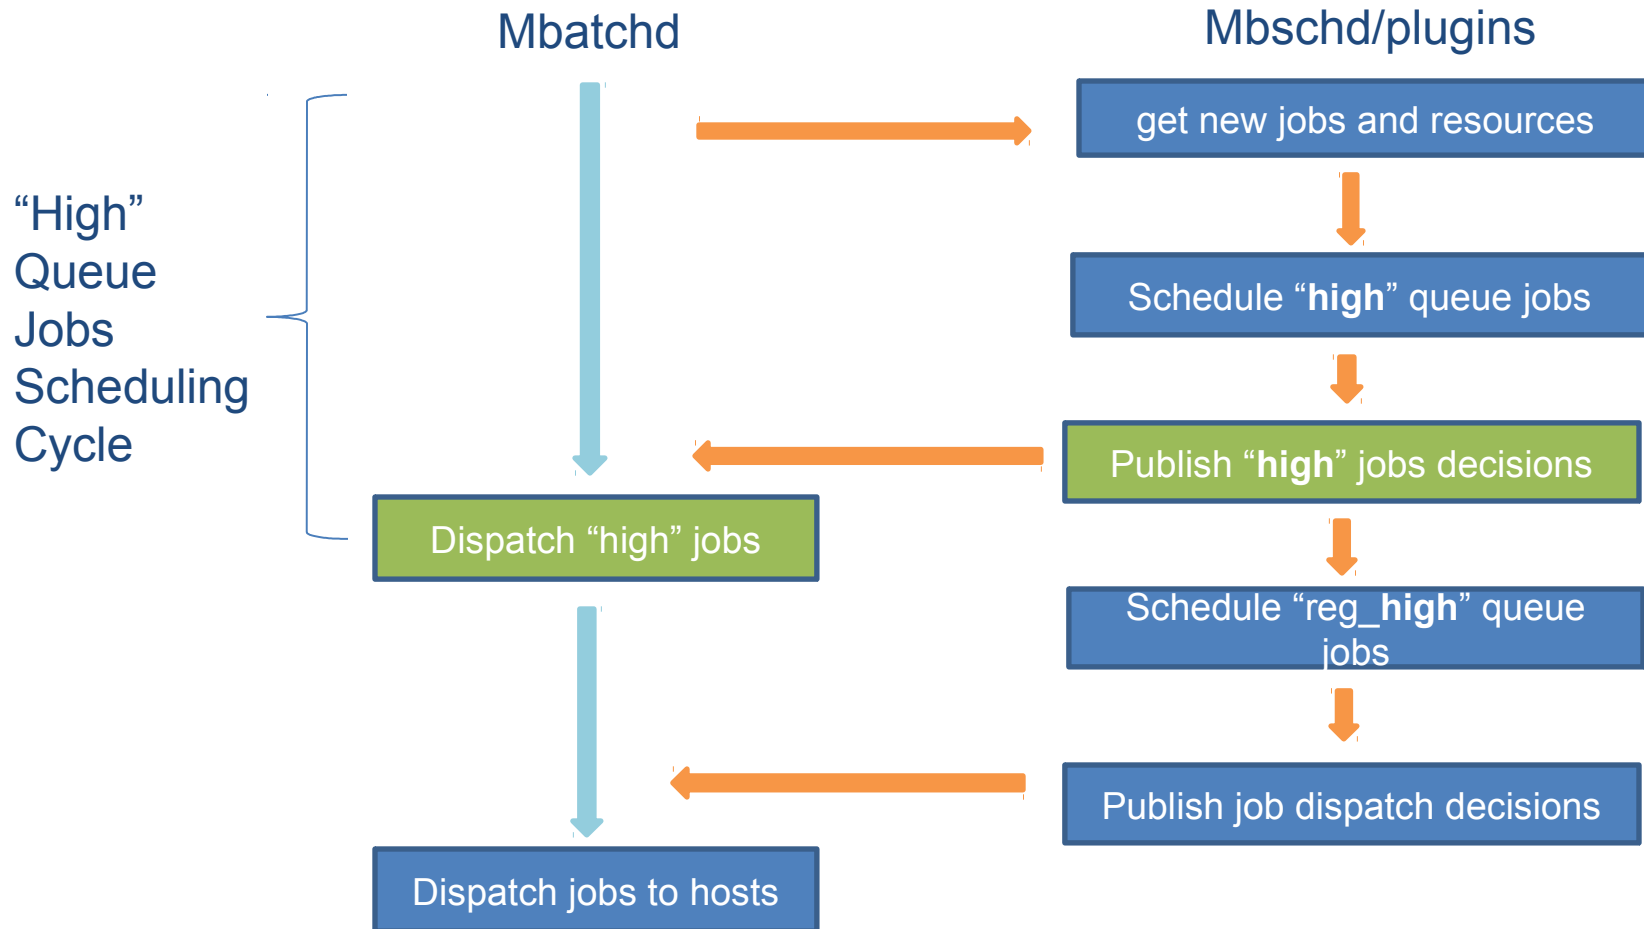 Mbatchd
Mbschd/plugins
get new jobs and resources
“High”
Queue
Jobs
Scheduling
Cycle
Schedule “high” queue jobs
Publish “high” jobs decisions
Dispatch “high” jobs
Schedule “reg_high” queue
jobs
Publish job dispatch decisions
Dispatch jobs to hosts